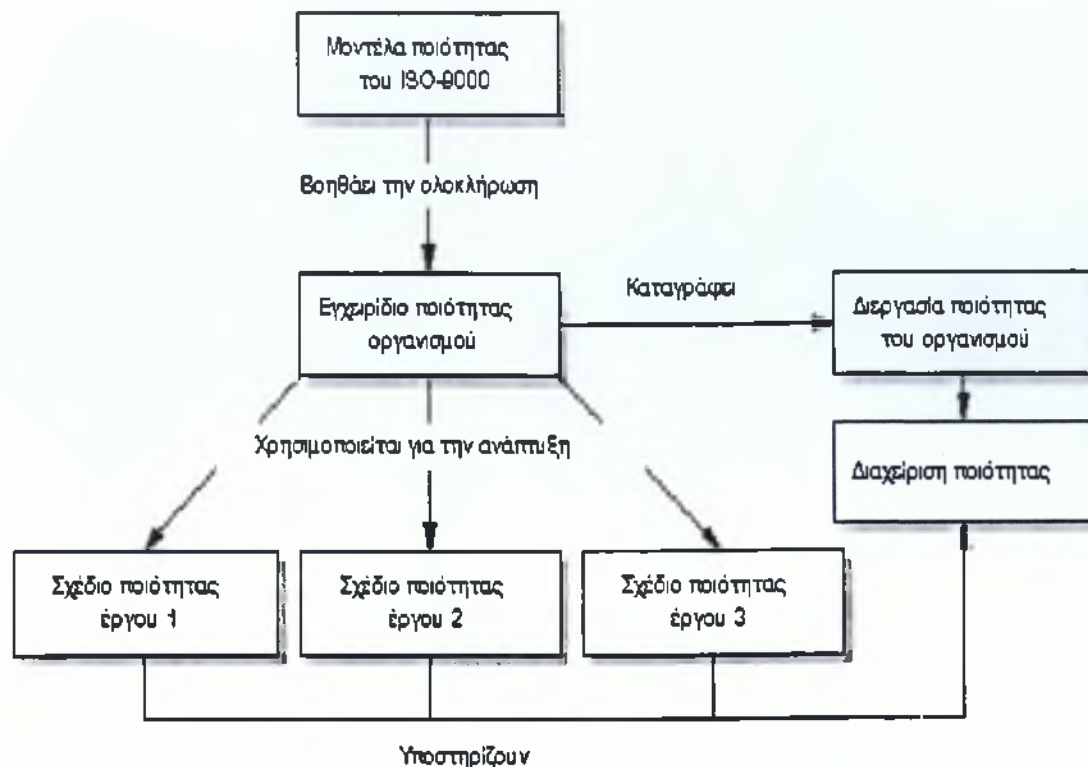 Μοντέλα ποιότητας
του ISO-9000
Βοηθάει την ολοκλήρωση
Εγχειρίδιο ποιότητας
οργανισμού
Καταγράφει
Διεργασία ποιότητας
του οργανισμού
Χρησιμοποιείται για την ανάπτυξη
Διαχείριση ποιότητας
Σχέδιο ποιότητας
έργου 1
Σχέδιο ποιότητας
έργου 2
Σχέδιο ποιότητας
έργου 3
Υποστηρίζουν